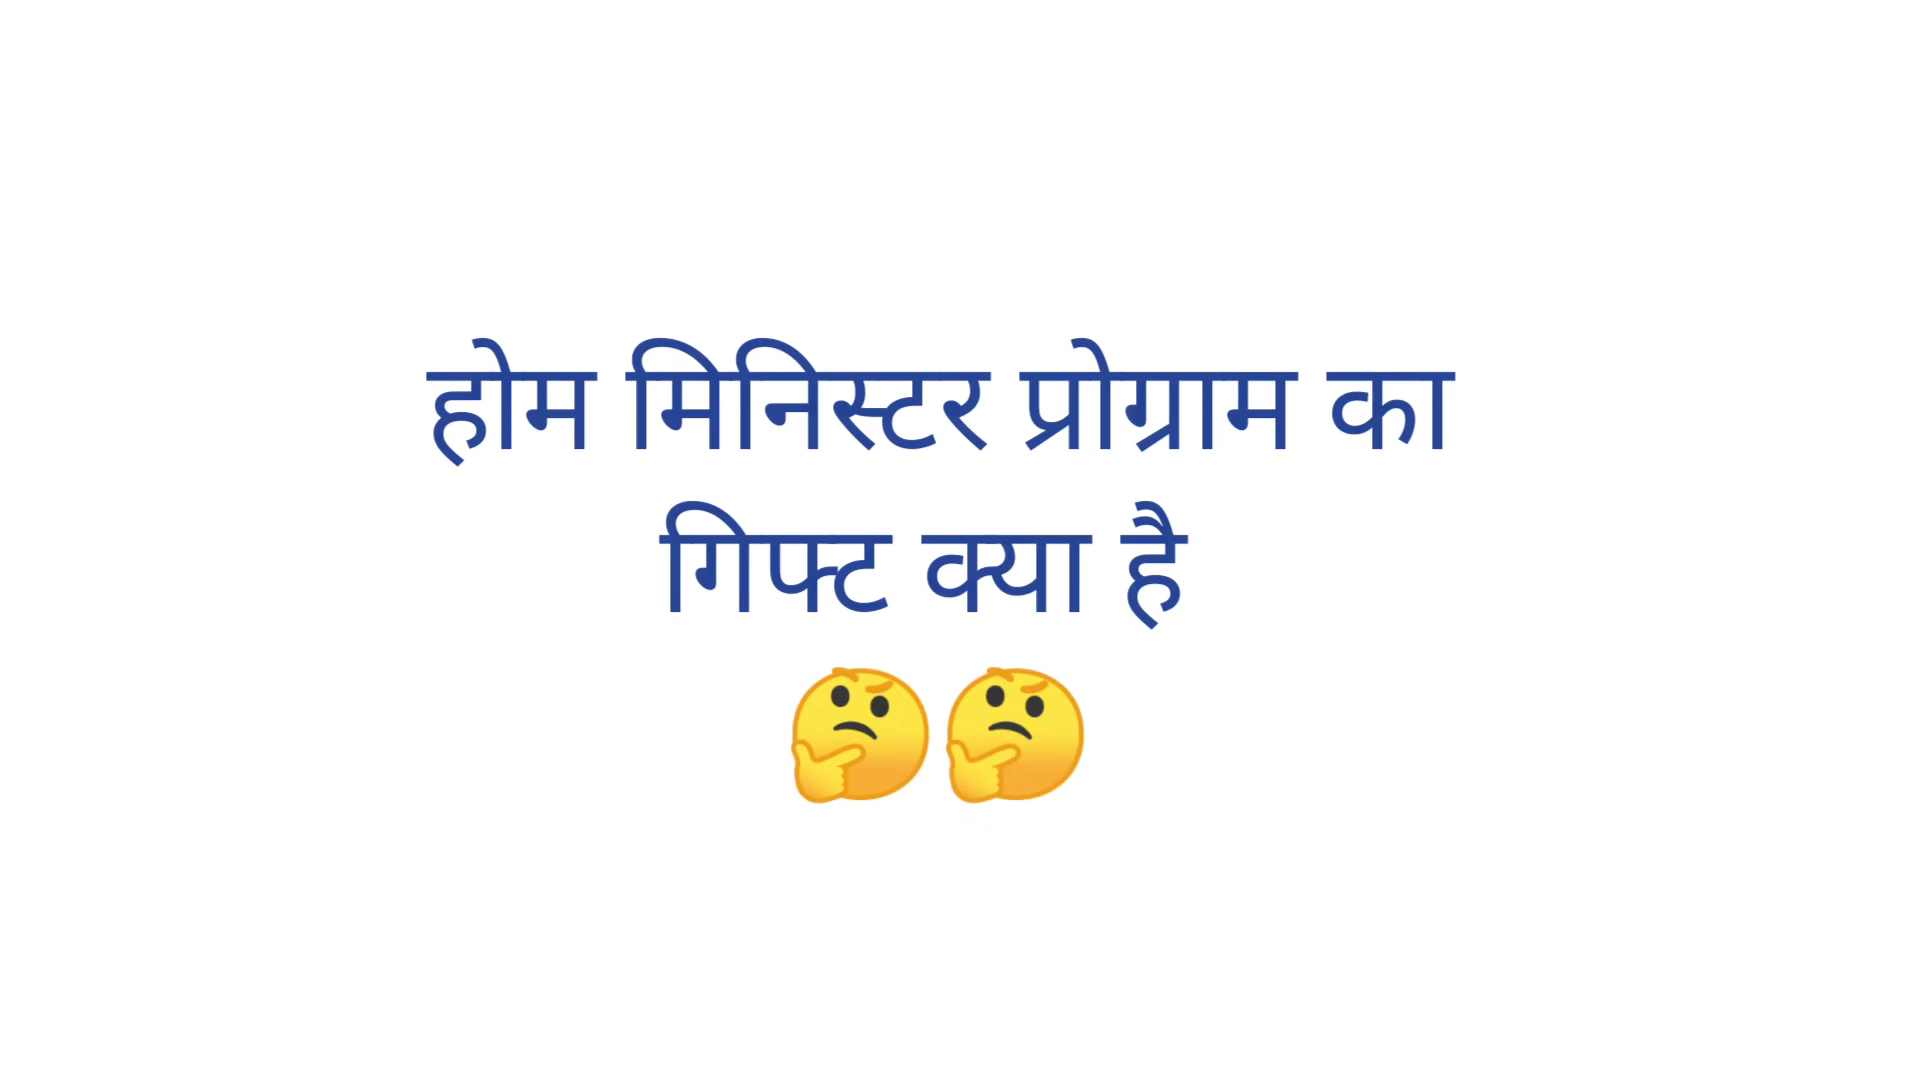 होम मिनिस्टर प्रोग्राम का
गिफ्ट क्या है
🤔🤔